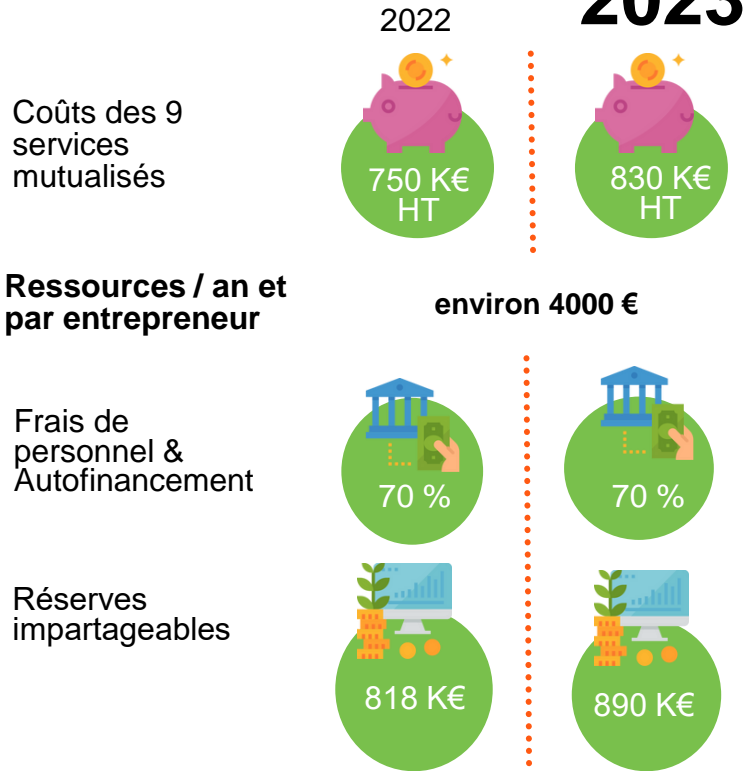 2022
2023
Coûts des 9
services
mutualisés
750 K€
HT
830 K€
HT
Ressources / an et
par entrepreneur
environ 4000 €
Frais de
personnel &
Autofinancement
70 %
70 %
Réserves
impartageables
818 K€
890 K€